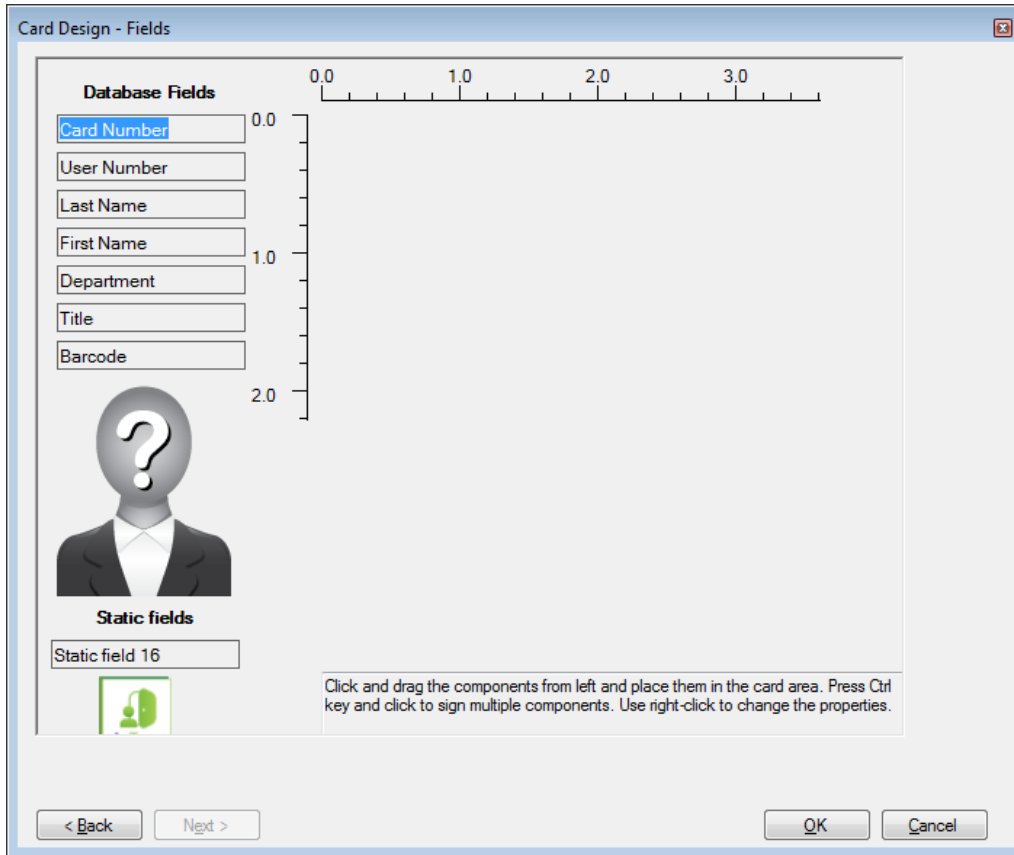 Card Design - Fields
Database Fields
Card Number
User Number
Last Name
First Name
Department
Title
Barcode
?
Static fields
Static field 16
0.0 1.0 2.0 3.0
0.0
1.0
2.0
Click and drag the components from left and place them in the card area. Press Ctrl
key and click to sign multiple components. Use right-click to change the properties.
< Back Next > OK Cancel